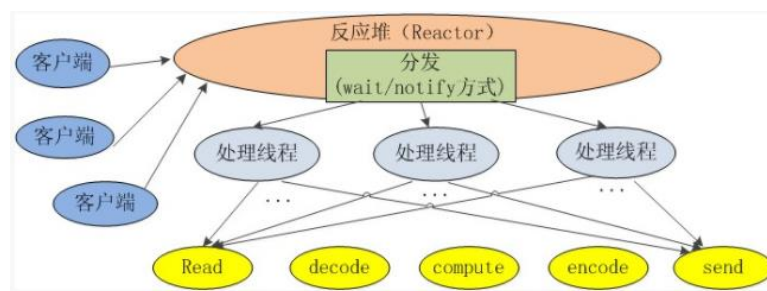 反应堆（Reactor）
分发
(wait/notify方式)
客户端
客户端
客户端
处理线程
处理线程
处理线程
...
...
...
Read
decode
compute
encode
send